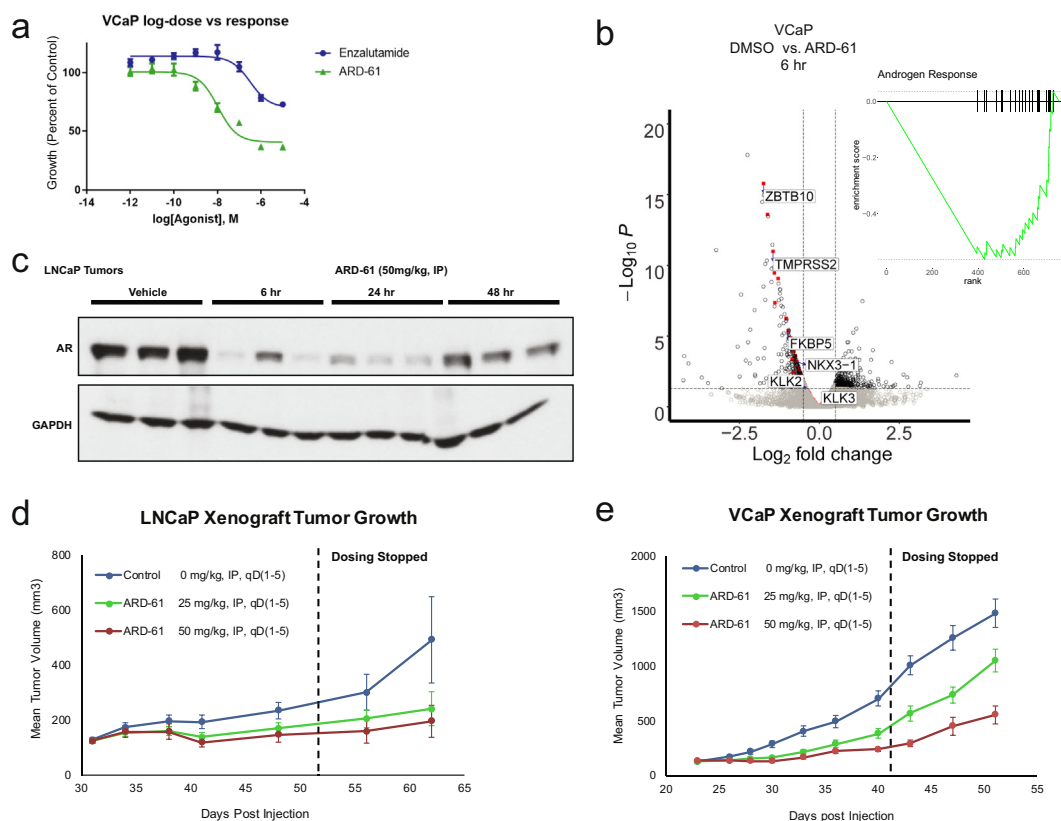 a
VCaP log-dose vs response
Growth (Percent of Control)
100
50
0
-14 -12 -10 -8 -6 -4
log[Agonist], M
Enzalutamide
ARD-61
b
VCaP
DMSO vs. ARD-61
6 hr
−Log10 P
20
15
10
5
0
−2.5 0.0 2.5
Log2 fold change
ZBTB10
TMPRSS2
FKBP5
NKX3−1
KLK2
KLK3
Androgen Response
enrichment score
0.0
−0.2
−0.4
0 200 400 600
rank
c
LNCaP Tumors
ARD-61 (50mg/kg, IP)
Vehicle 6 hr 24 hr 48 hr
AR
GAPDH
d
LNCaP Xenograft Tumor Growth
Dosing Stopped
Control 0 mg/kg, IP, qD(1-5)
ARD-61 25 mg/kg, IP, qD(1-5)
ARD-61 50 mg/kg, IP, qD(1-5)
Mean Tumor Volume (mm3)
800
600
400
200
0
30 35 40 45 50 55 60 65
Days Post Injection
e
VCaP Xenograft Tumor Growth
Dosing Stopped
Control 0 mg/kg, IP, qD(1-5)
ARD-61 25 mg/kg, IP, qD(1-5)
ARD-61 50 mg/kg, IP, qD(1-5)
Mean Tumor Volume (mm3)
2000
1500
1000
500
0
20 25 30 35 40 45 50 55
Days post Injection